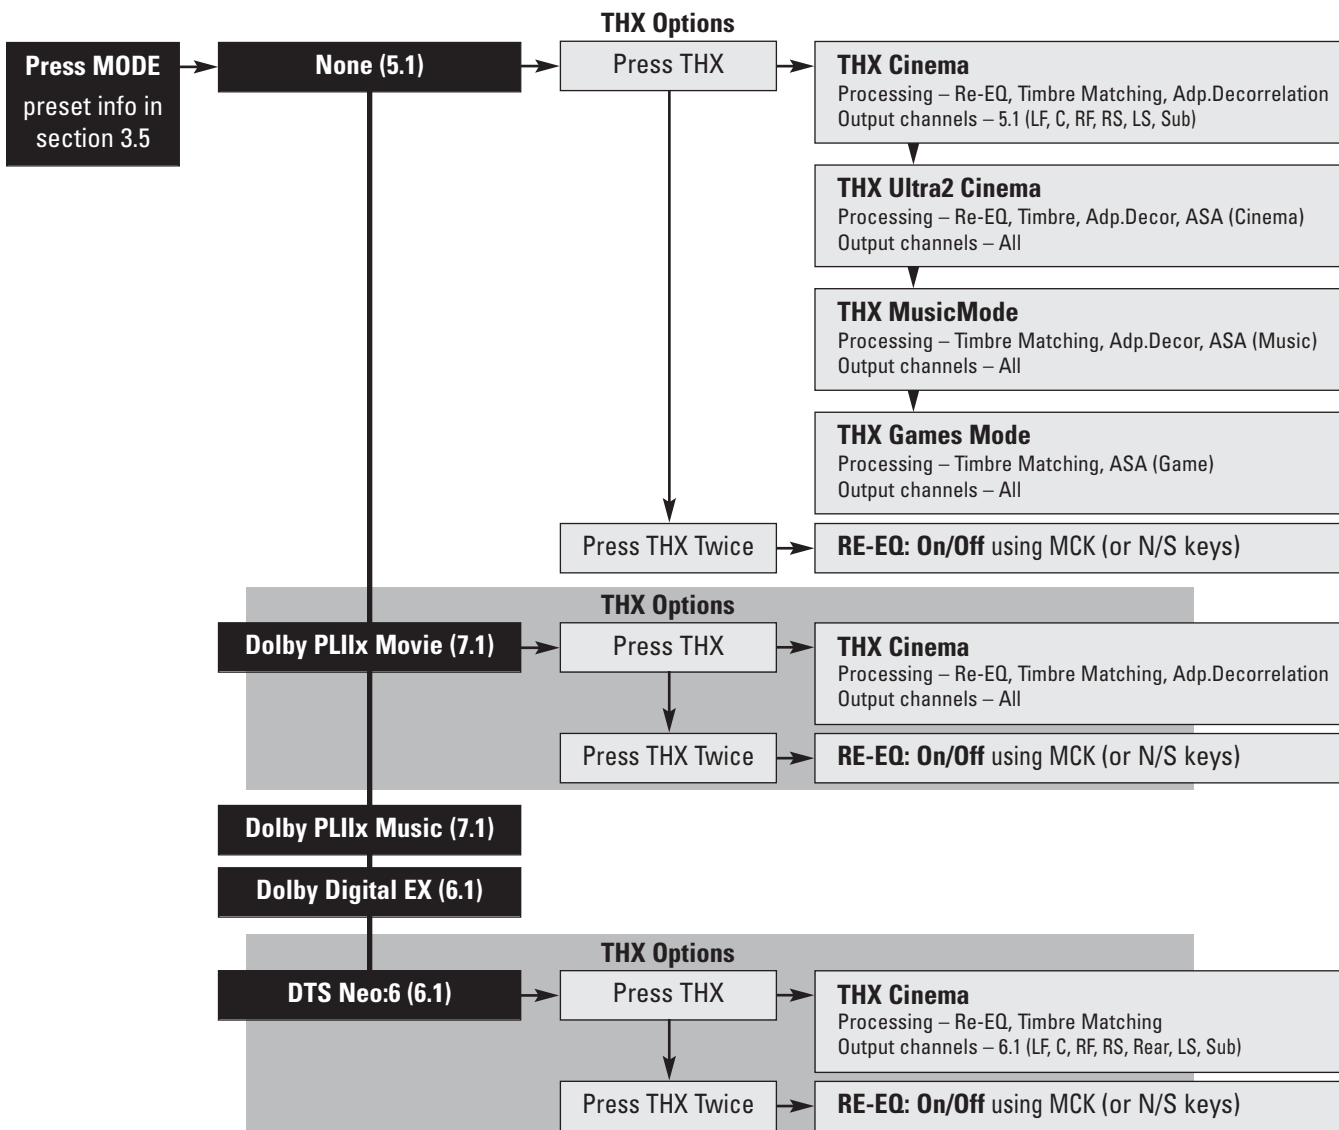 THX Options
Press MODE
preset info in
section 3.5
None (5.1)
Press THX
THX Cinema
Processing – Re-EQ, Timbre Matching, Adp.Decorrelation
Output channels – 5.1 (LF, C, RF, RS, LS, Sub)
THX Ultra2 Cinema
Processing – Re-EQ, Timbre, Adp.Decor, ASA (Cinema)
Output channels – All
THX MusicMode
Processing – Timbre Matching, Adp.Decor, ASA (Music)
Output channels – All
THX Games Mode
Processing – Timbre Matching, ASA (Game)
Output channels – All
Press THX Twice
RE-EQ: On/Off using MCK (or N/S keys)
THX Options
Dolby PLIIx Movie (7.1)
Press THX
THX Cinema
Processing – Re-EQ, Timbre Matching, Adp.Decorrelation
Output channels – All
Press THX Twice
RE-EQ: On/Off using MCK (or N/S keys)
Dolby PLIIx Music (7.1)
Dolby Digital EX (6.1)
THX Options
DTS Neo:6 (6.1)
Press THX
THX Cinema
Processing – Re-EQ, Timbre Matching
Output channels – 6.1 (LF, C, RF, RS, Rear, LS, Sub)
Press THX Twice
RE-EQ: On/Off using MCK (or N/S keys)